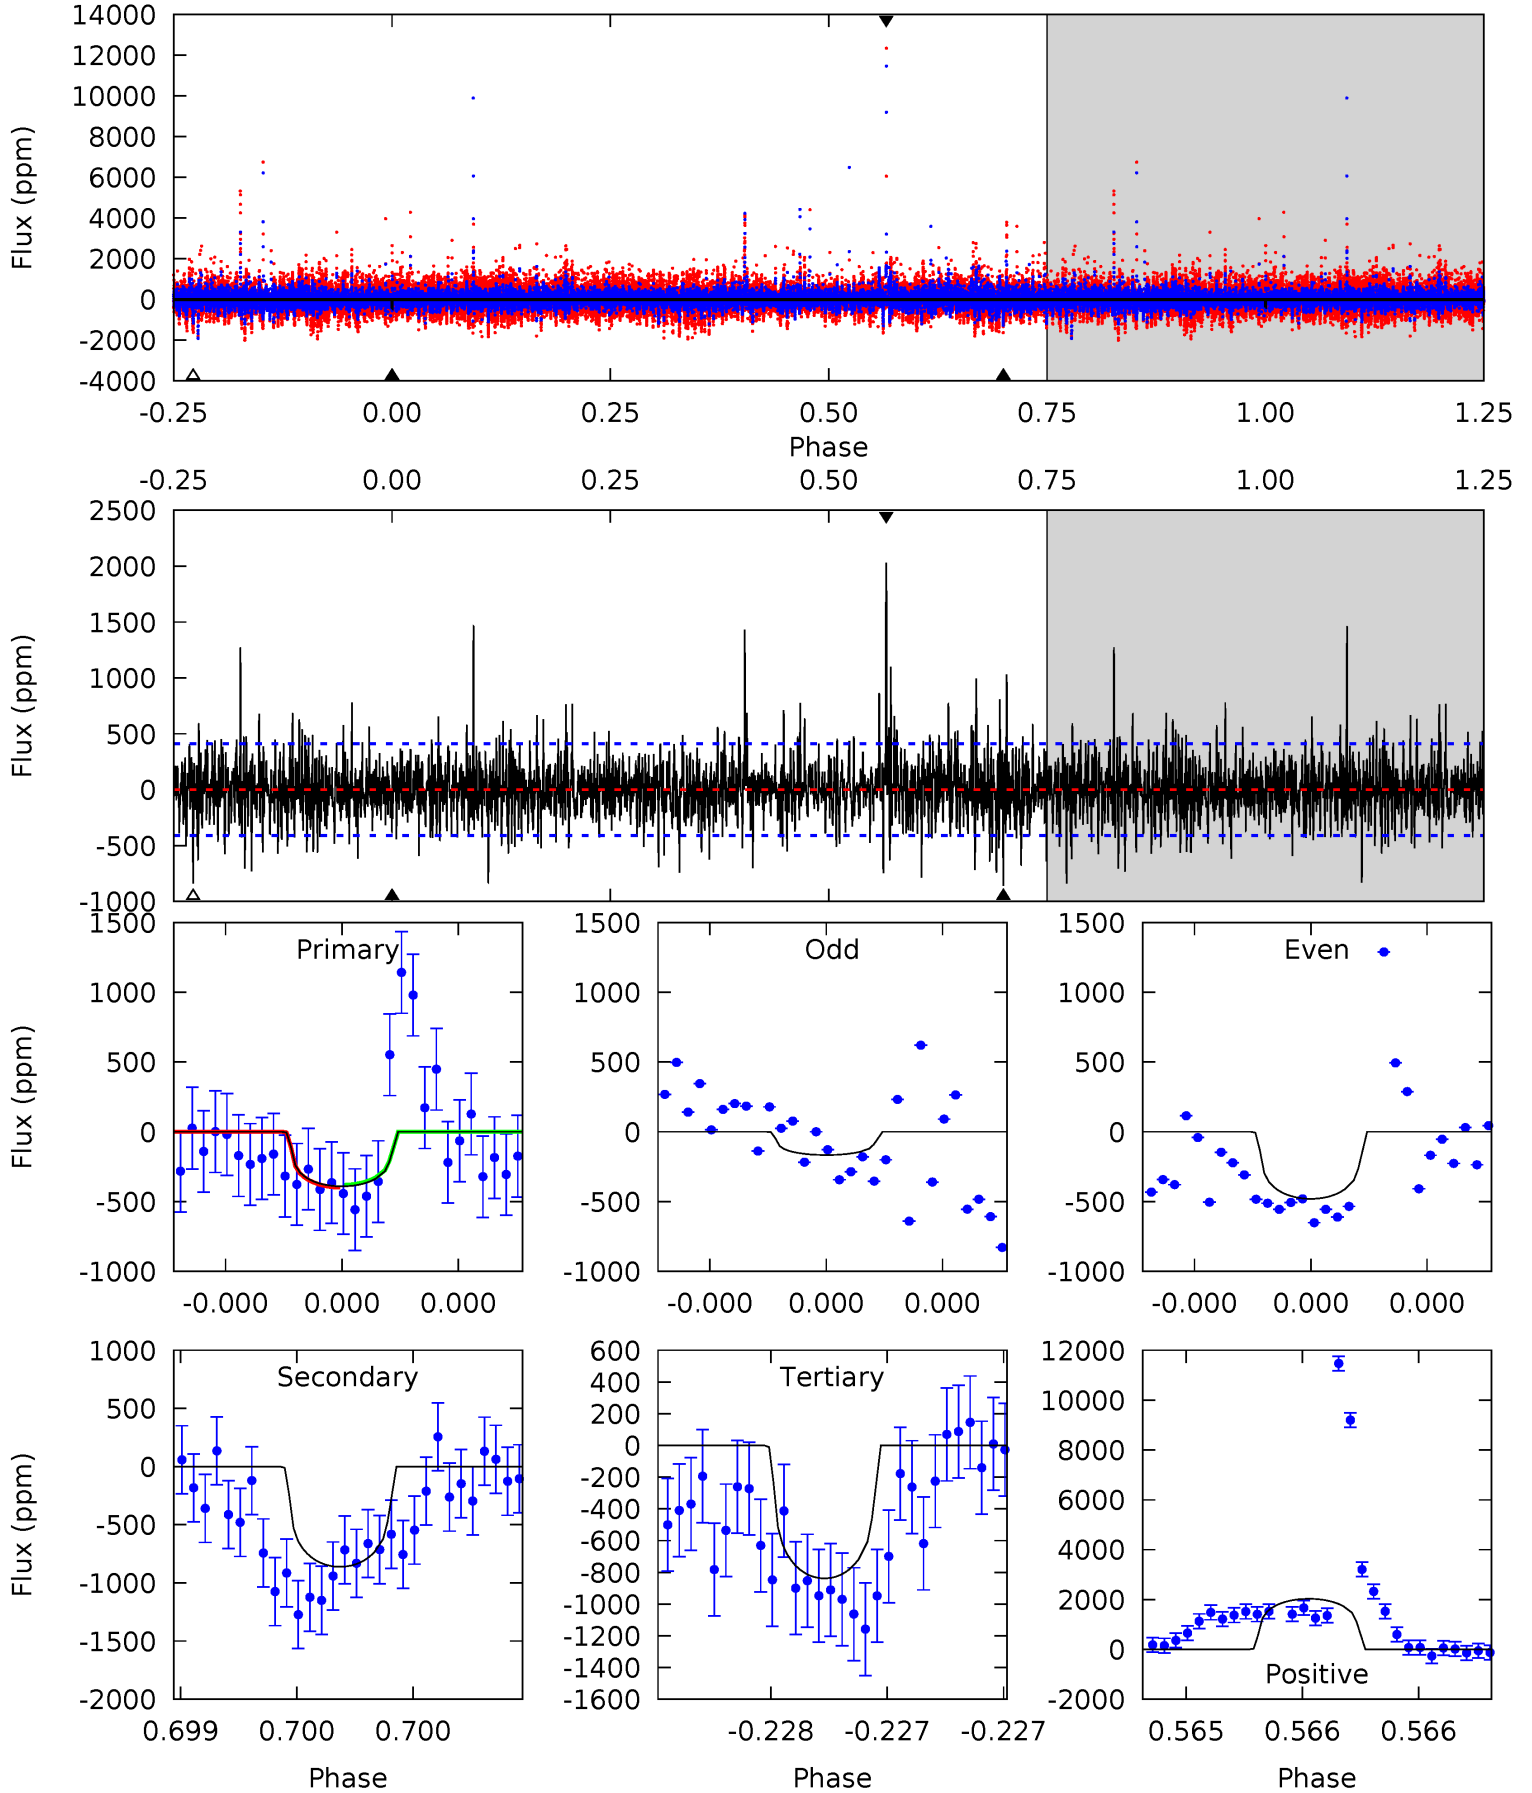 14000
12000
10000
8000
6000
4000
2000
0
-2000
-4000
Flux (ppm)
-0.25 0.00 0.25 0.50 0.75 1.00 1.25
Phase
-0.25 0.00 0.25 0.50 0.75 1.00 1.25
2500
2000
1500
1000
500
0
-500
-1000
Flux (ppm)
Primary
1500
1000
500
0
-500
-1000
Flux (ppm)
-0.000 0.000 0.000
Odd
1500
1000
500
0
-500
-1000
-0.000 0.000 0.000
Even
1500
1000
500
0
-500
-1000
-0.000 0.000 0.000
Secondary
1000
500
0
-500
-1000
-1500
-2000
Flux (ppm)
0.699 0.700 0.700
Phase
Tertiary
600
400
200
0
-200
-400
-600
-800
-1000
-1200
-1400
-1600
-0.228 -0.227 -0.227
Phase
12000
10000
8000
6000
4000
2000
0
-2000
Positive
0.565 0.566 0.566
Phase